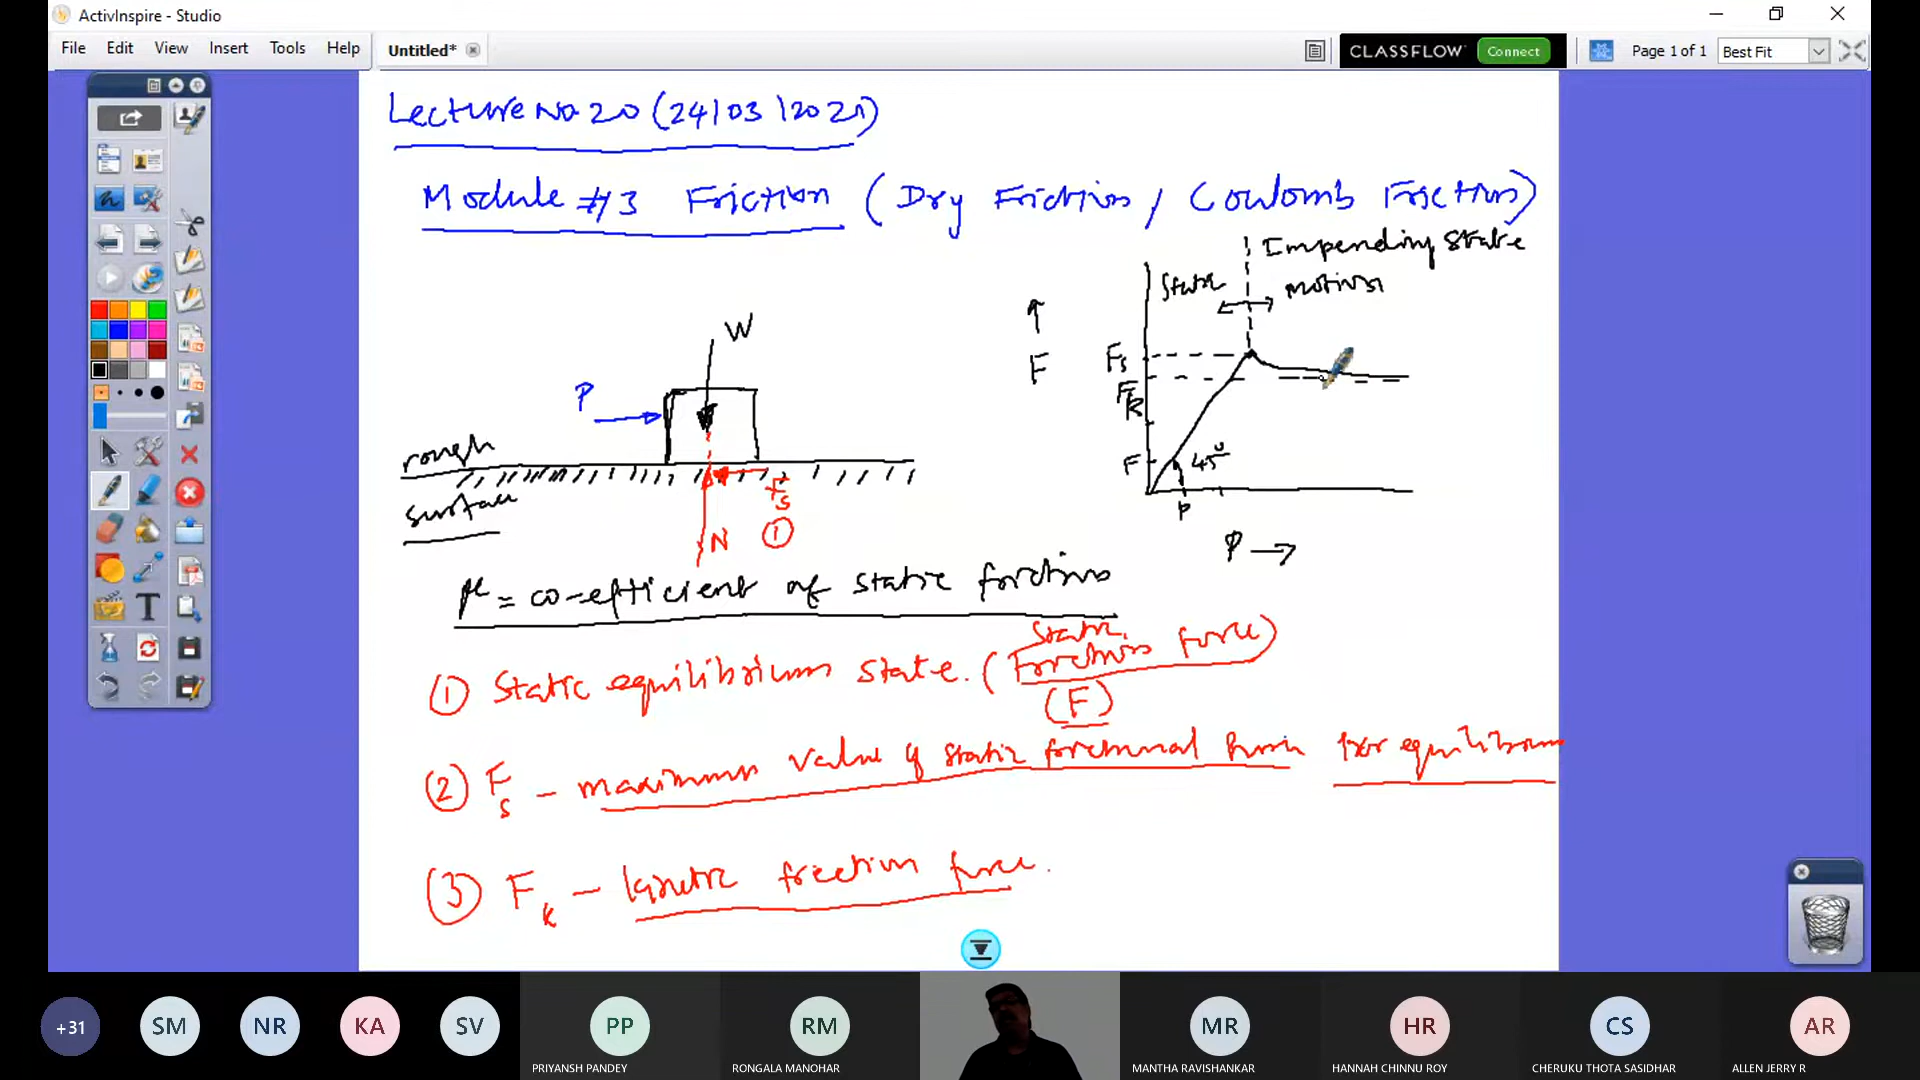 ActivInspire - Studio
File Edit View Insert Tools Help
Untitled*
CLASSFLOW Connect
Page 1 of 1 Best Fit
Lecture No 20 (24/03/2021)
Module #3 Friction (Dry Friction / Coulomb Friction)
Impending state
Static motion
W
F
Fs
Fk
P
rough
45°
F
surface
Fs
P
N
1
P
μ = co-efficient of static friction
Static
① Static equilibrium state. (Friction force)
(F)
② Fs - maximum value of static frictional force for equilibrium
③ Fk - kinetic friction force.
+31 SM NR KA SV PP RM MR HR CS AR
PRIYANSH PANDEY RONGALA MANOHAR MANTHA RAVISHANKAR HANNAH CHINNU ROY CHERUKU THOTA SASIDHAR ALLEN JERRY R